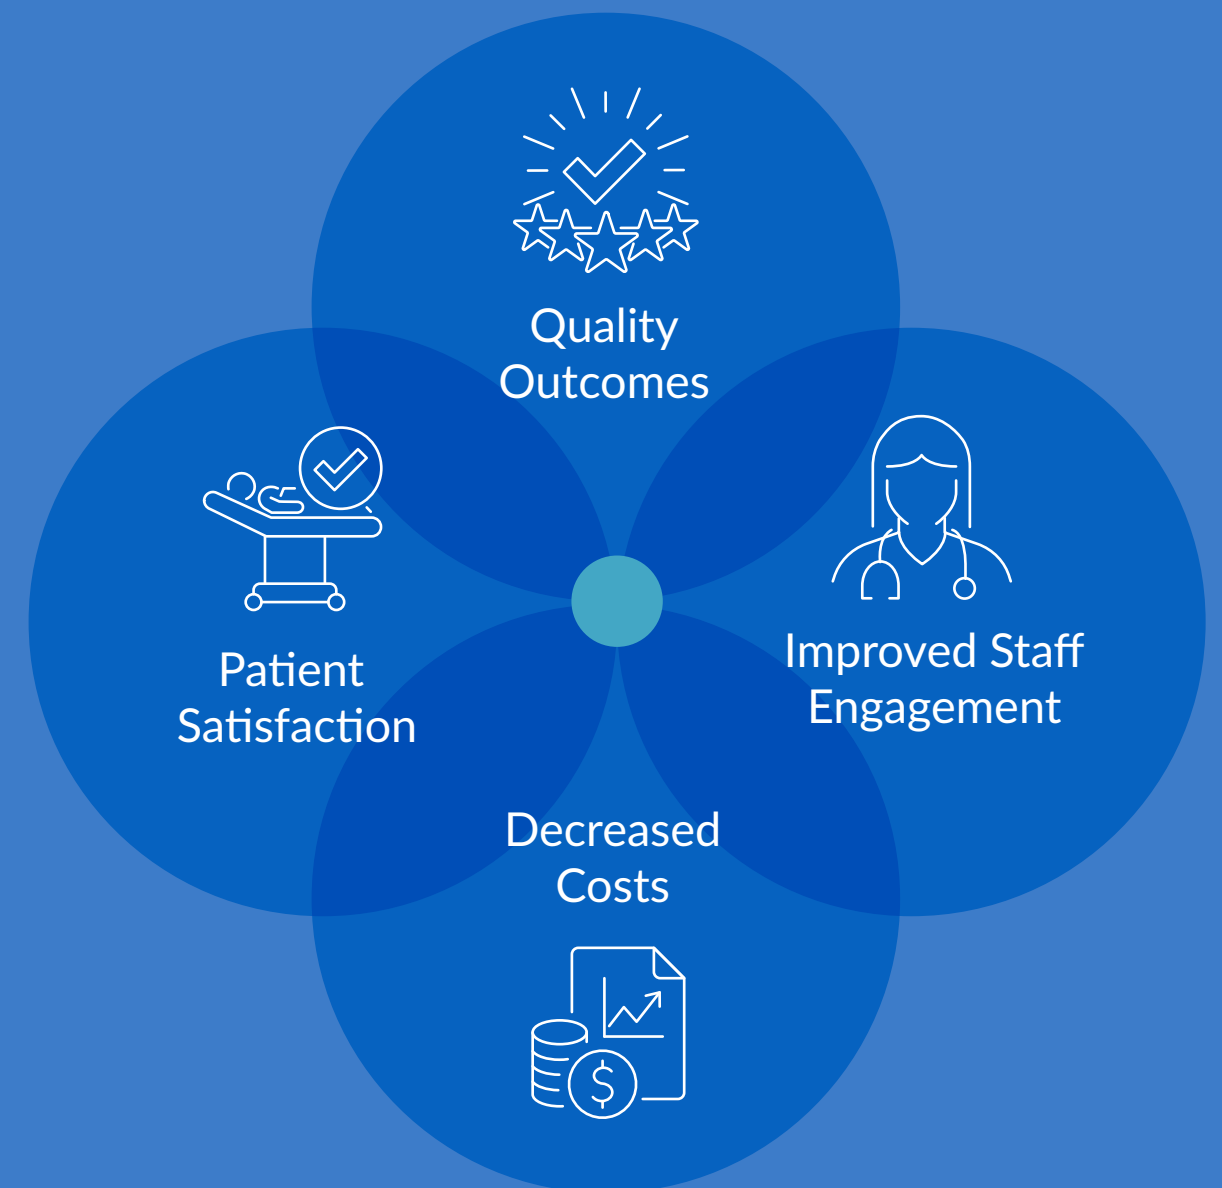 Quality
Outcomes
Patient
Satisfaction
Improved Staff
Engagement
Decreased
Costs
$